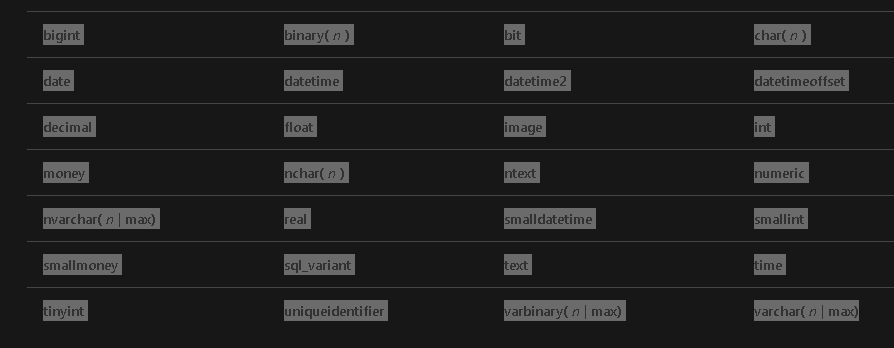 bigint binary( n ) bit char( n )
date datetime datetime2 datetimeoffset
decimal float image int
money nchar( n ) ntext numeric
nvarchar( n | max) real smalldatetime smallint
smallmoney sql_variant text time
tinyint uniqueidentifier varbinary( n | max) varchar( n | max)